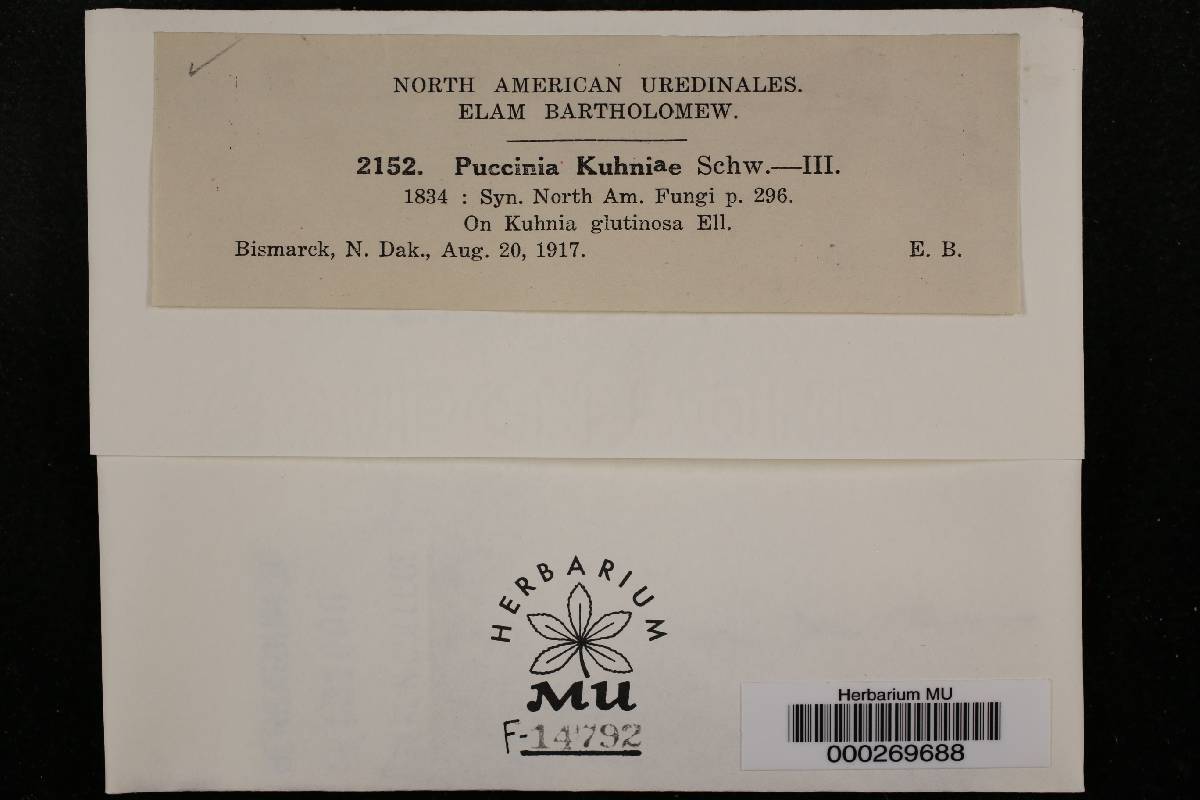 NORTH AMERICAN UREDINALES.
ELAM BARTHOLOMEW.
2152. Puccinia Kuhniae Schw.—III.
1834 : Syn. North Am. Fungi p. 296.
On Kuhnia glutinosa Ell.
Bismarck, N. Dak., Aug. 20, 1917. E. B.
HERBARIUM
MU
F-14792
Herbarium MU
000269688